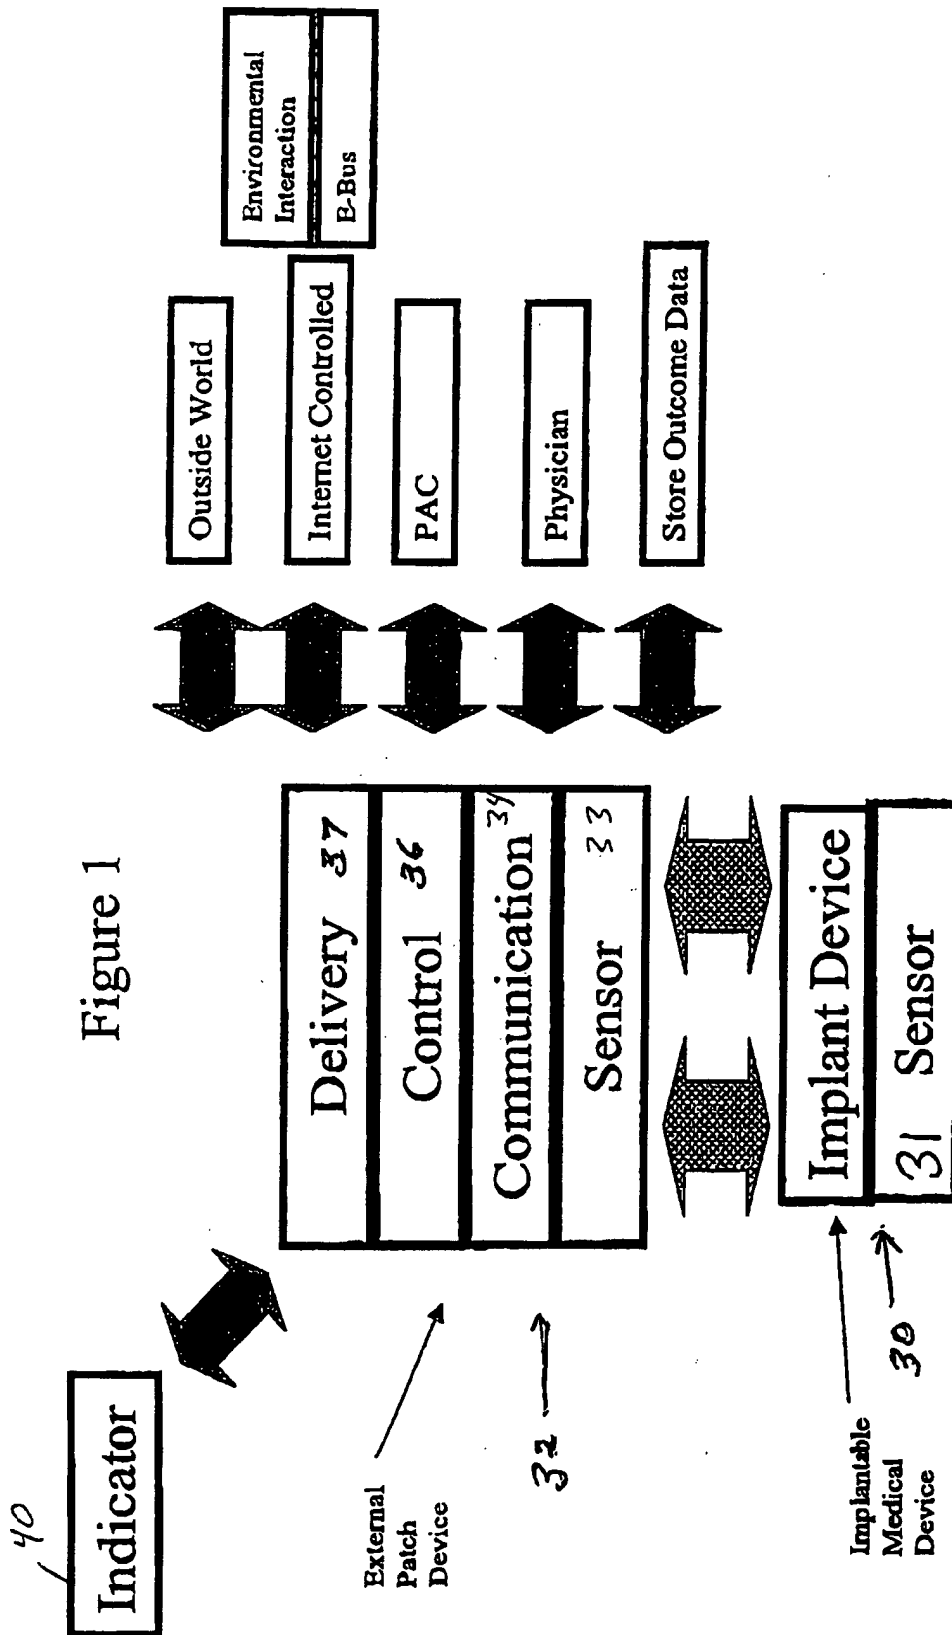 Figure 1
40
Indicator
External
Patch
Device
32
Delivery 37
Control 36
Communication 34
Sensor 33
Outside World
Internet Controlled
Environmental
Interaction
E-Bus
PAC
Physician
Store Outcome Data
Implantable
Medical
Device
30
Implant Device
31 Sensor